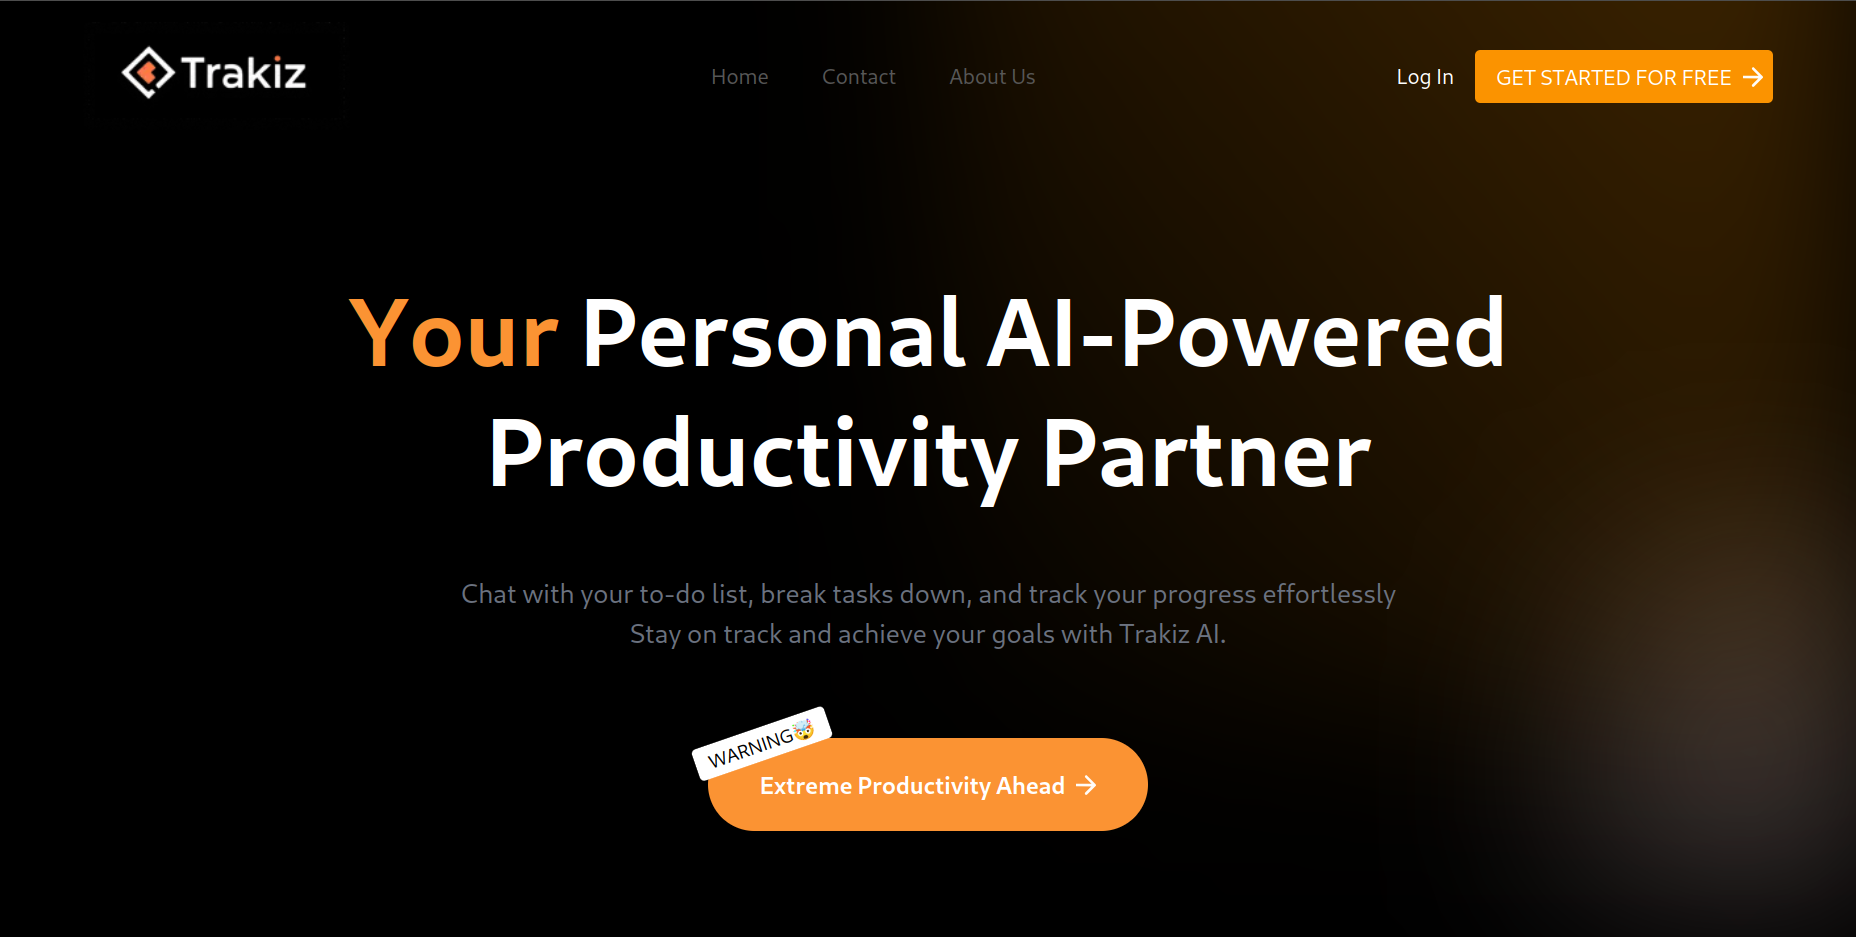 Trakiz
Home
Contact
About Us
Log In
GET STARTED FOR FREE
Your Personal AI-Powered
Productivity Partner
Chat with your to-do list, break tasks down, and track your progress effortlessly
Stay on track and achieve your goals with Trakiz AI.
WARNING🤯
Extreme Productivity Ahead